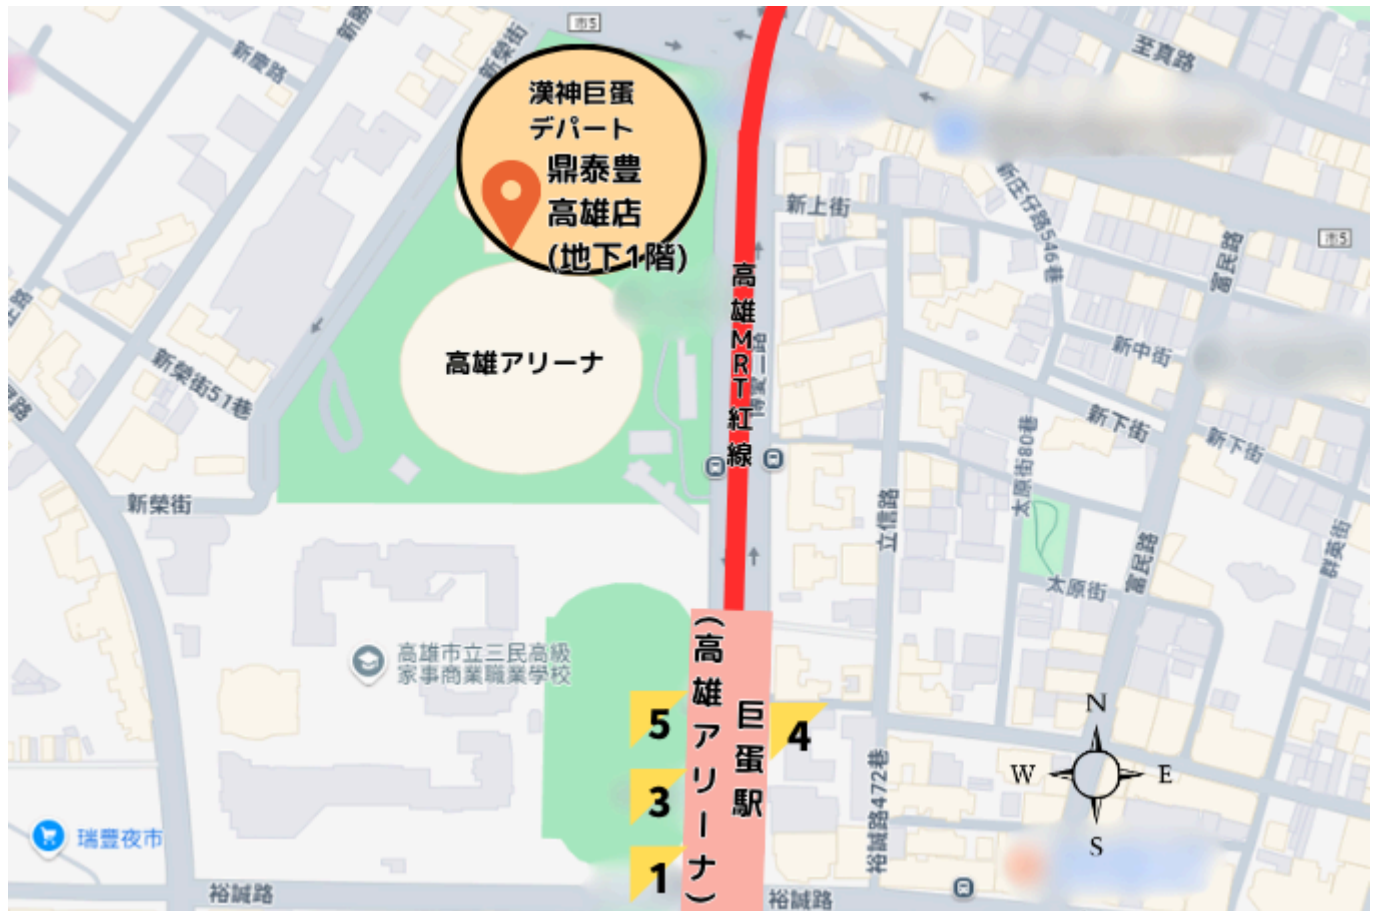 市5
新榮街
新慶路
至真路
漢神巨蛋
デパート
鼎泰豊
高雄店
(地下1階)
新上街
新庄仔路546巷
富民路
市5
高雄MRT紅線
高雄アリーナ
新中街
新榮街51巷
新下街
新下街
太原街80巷
新榮街
立信路
群英街
富民路
太原街
高雄市立三民高級
家事商業職業學校
巨蛋駅
(高雄アリーナ)
5
4
3
1
N
W
E
S
裕誠路472巷
瑞豐夜市
裕誠路
裕誠路